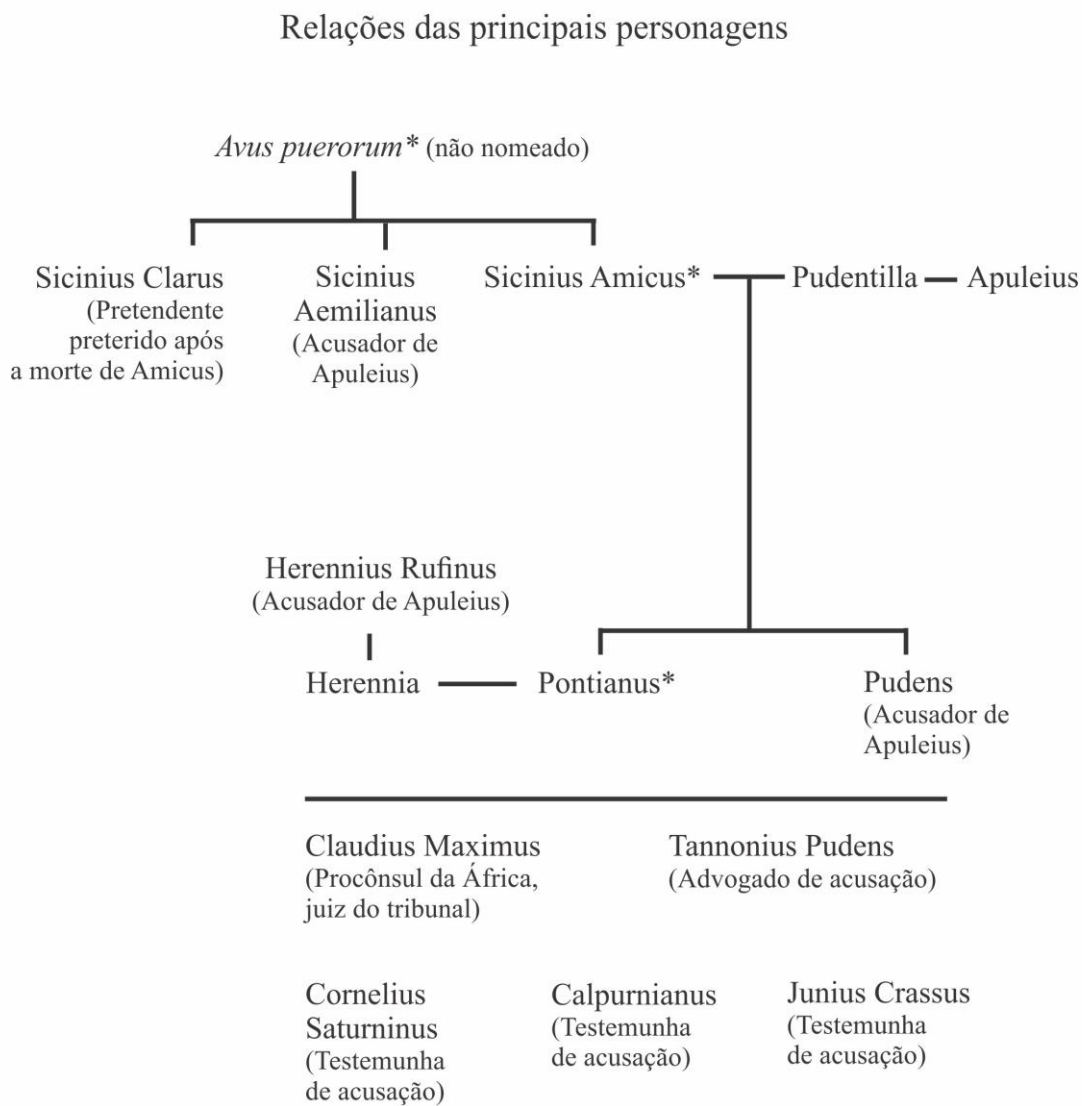 Relações das principais personagens
Avus puerorum* (não nomeado)
Sicinius Clarus
(Pretendente
preterido após
a morte de Amicus)
Sicinius
Aemilianus
(Acusador de
Apuleius)
Sicinius Amicus*
Pudentilla
Apuleius
Herennius Rufinus
(Acusador de Apuleius)
Herennia
Pontianus*
Pudens
(Acusador de
Apuleius)
Claudius Maximus
(Procônsul da África,
juiz do tribunal)
Tannonius Pudens
(Advogado de acusação)
Cornelius
Saturninus
(Testemunha
de acusação)
Calpurnianus
(Testemunha
de acusação)
Junius Crassus
(Testemunha
de acusação)